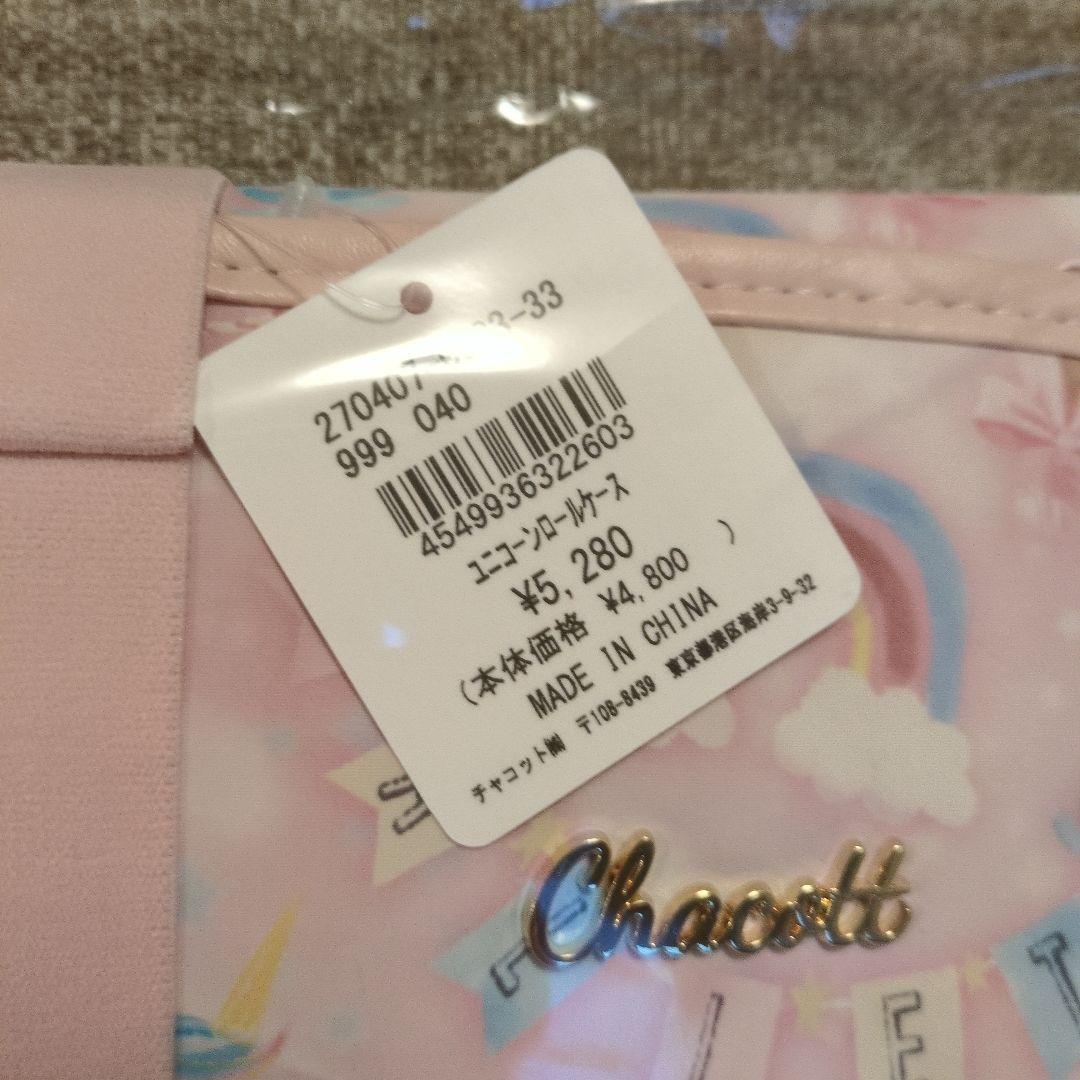 270407
23-33
999 040
4549936322603
ユニコーンロールケース
¥5,280
(本体価格 ¥4,800 )
MADE IN CHINA
チャコット㈱ 〒108-8439 東京都港区海岸3-9-32
Chacott